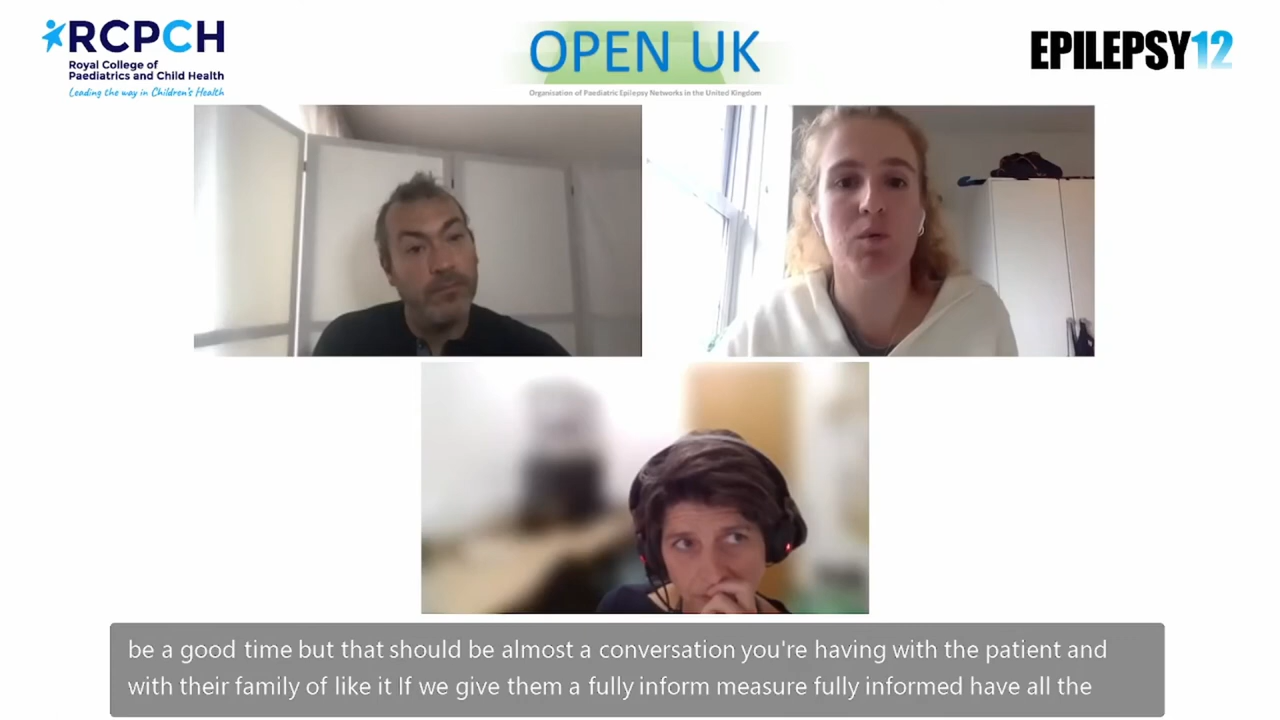 RCPCH
Royal College of
Paediatrics and Child Health
Leading the way in Children's Health
OPEN UK
Organisation of Paediatric Epilepsy Networks in the United Kingdom
EPILEPSY12
be a good time but that should be almost a conversation you're having with the patient and
with their family of like it If we give them a fully inform measure fully informed have all the